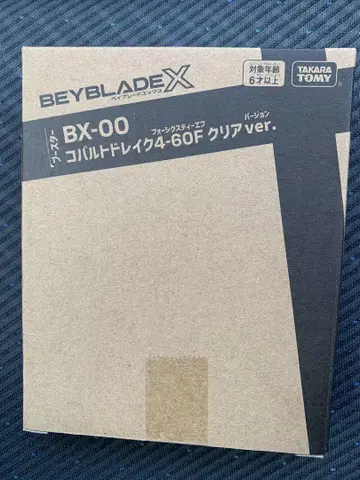 BEYBLADE X
ベイブレードエックス
対象年齢
6才以上
TAKARA
TOMY
ブースター
BX-00
フォーシックスティーエフ
バージョン
コバルトドレイク4-60F クリアver.